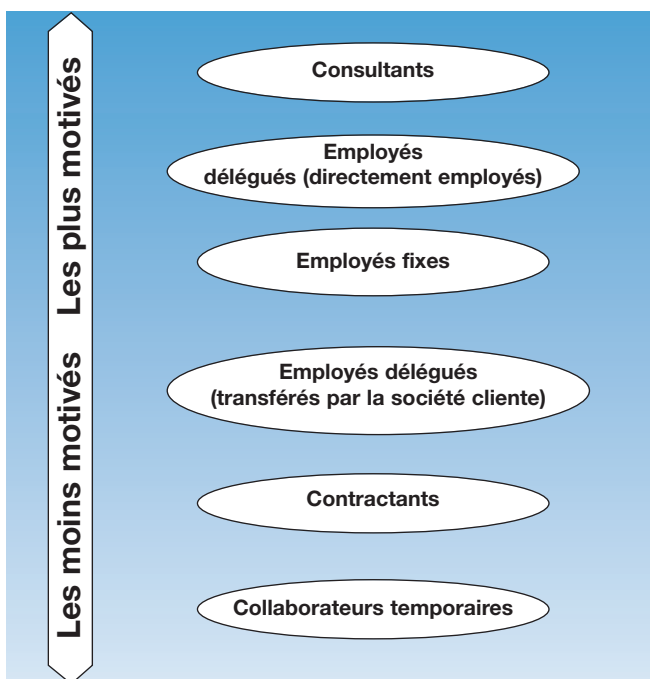 Les plus motivés
Les moins motivés
Consultants
Employés
délégués (directement employés)
Employés fixes
Employés délégués
(transférés par la société cliente)
Contractants
Collaborateurs temporaires